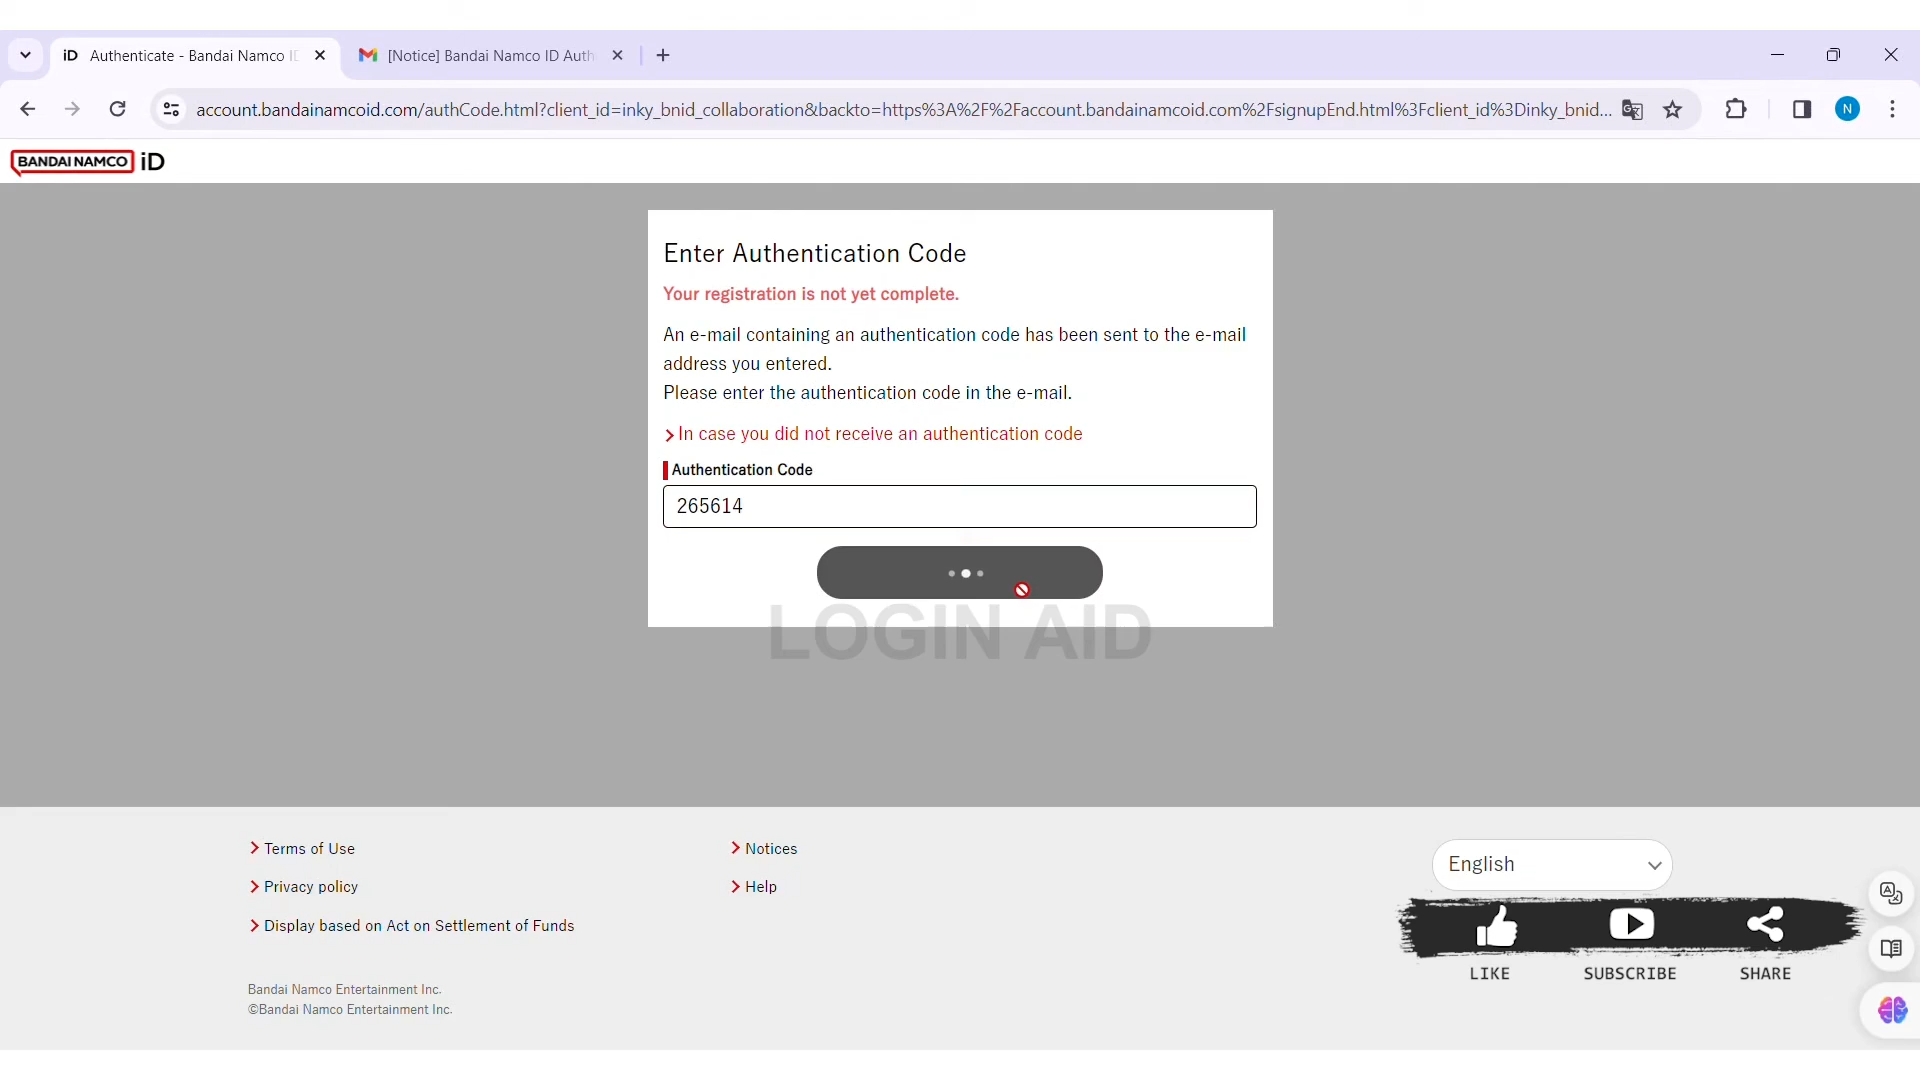 iD Authenticate - Bandai Namco ID
[Notice] Bandai Namco ID Auth
account.bandainamcoid.com/authCode.html?client_id=inky_bnid_collaboration&backto=https%3A%2F%2Faccount.bandainamcoid.com%2FsignupEnd.html%3Fclient_id%3Dinky_bnid...
N
BANDAI NAMCO iD
Enter Authentication Code
Your registration is not yet complete.
An e-mail containing an authentication code has been sent to the e-mail
address you entered.
Please enter the authentication code in the e-mail.
In case you did not receive an authentication code
Authentication Code
265614
LOGIN AID
Terms of Use
Notices
English
Privacy policy
Help
Display based on Act on Settlement of Funds
LIKE SUBSCRIBE SHARE
Bandai Namco Entertainment Inc.
©Bandai Namco Entertainment Inc.